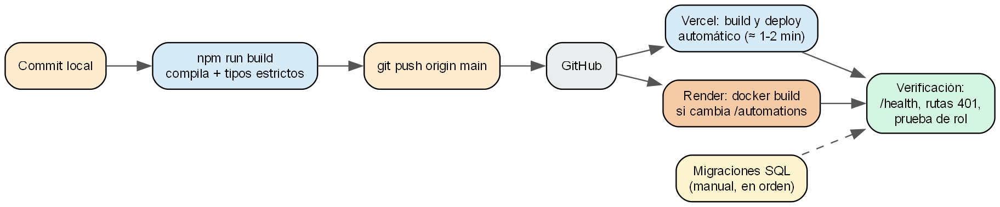 Commit local
npm run build
compila + tipos estrictos
git push origin main
GitHub
Vercel: build y deploy
automático (≈ 1-2 min)
Render: docker build
si cambia /automations
Migraciones SQL
(manual, en orden)
Verificación:
/health, rutas 401,
prueba de rol